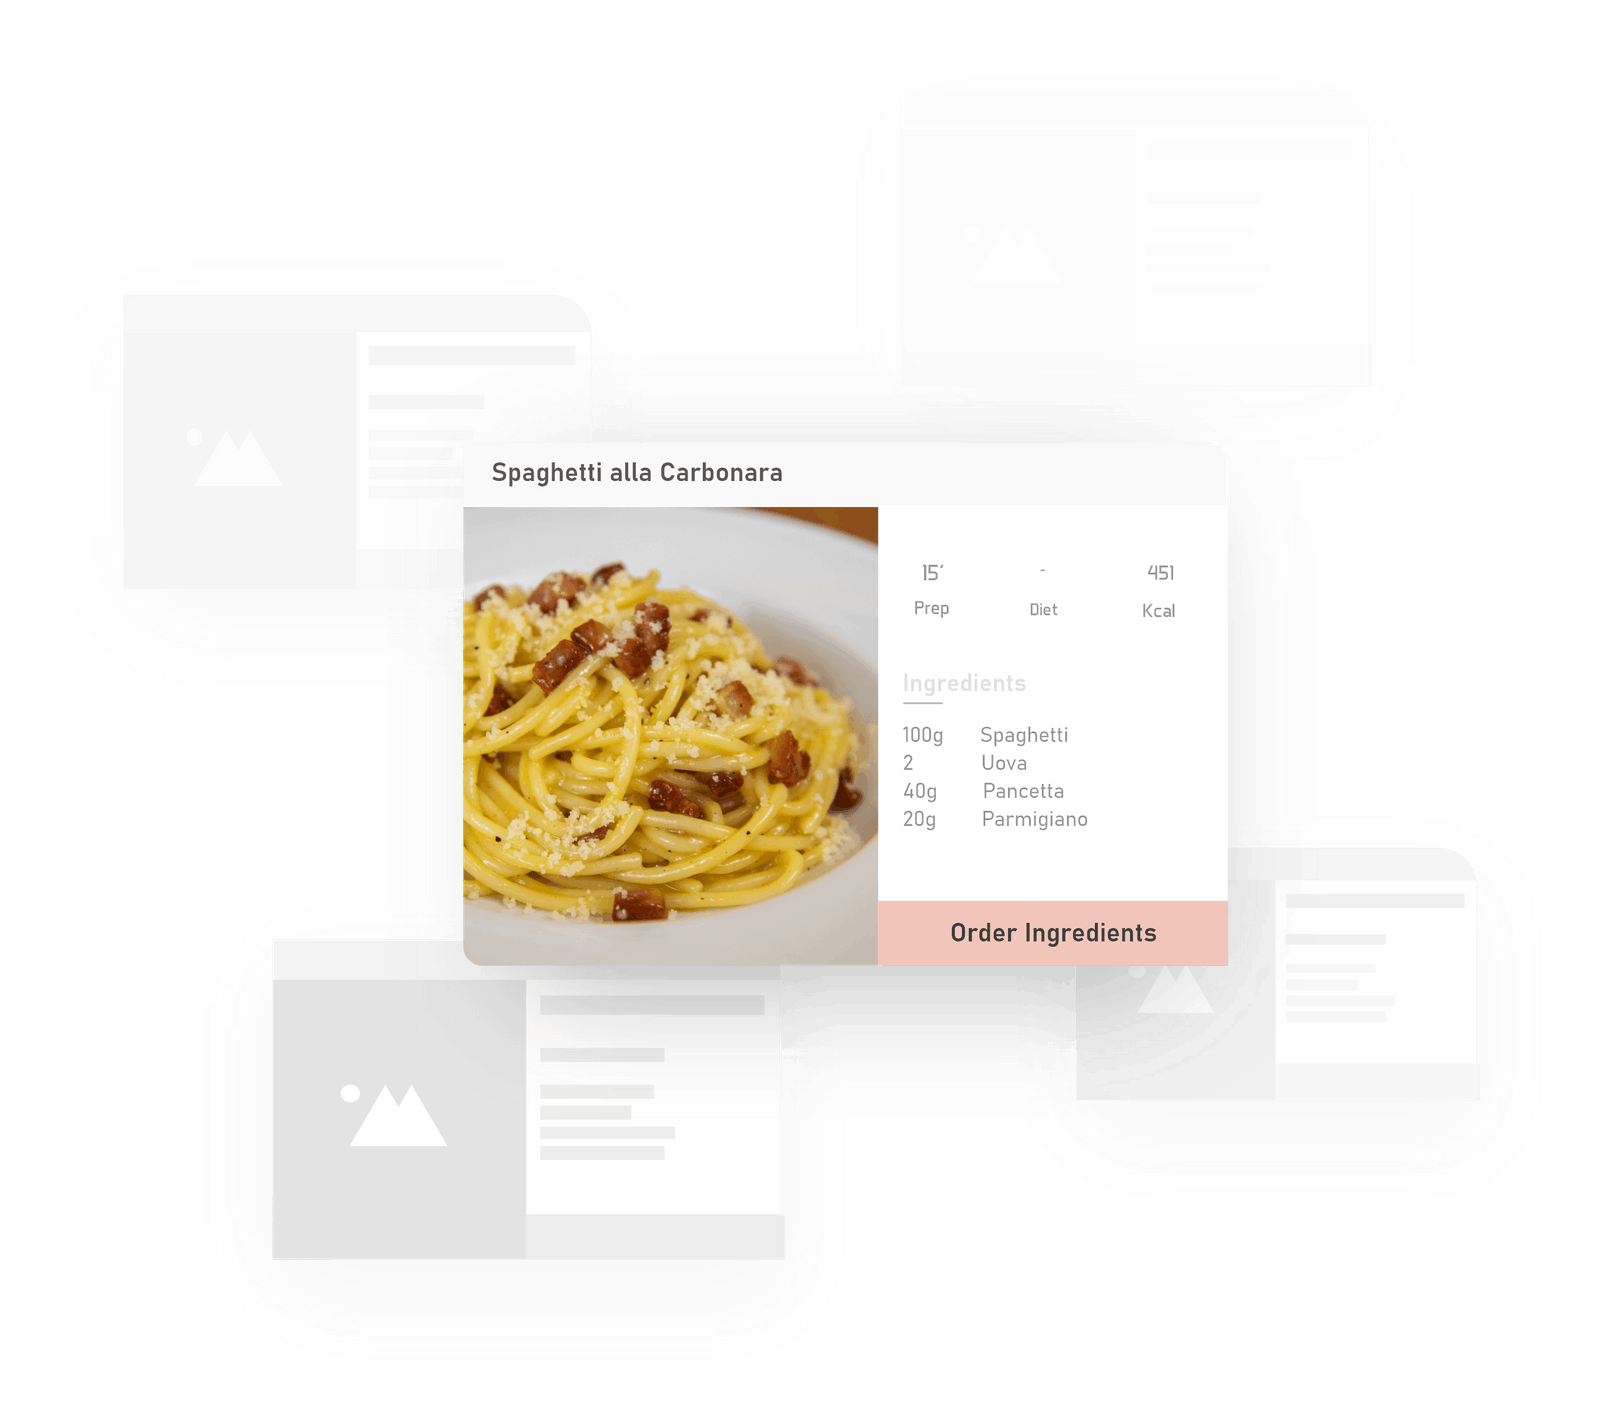 Spaghetti alla Carbonara
15' - 451
Prep Diet Kcal
Ingredients
100g Spaghetti
2 Uova
40g Pancetta
20g Parmigiano
Order Ingredients